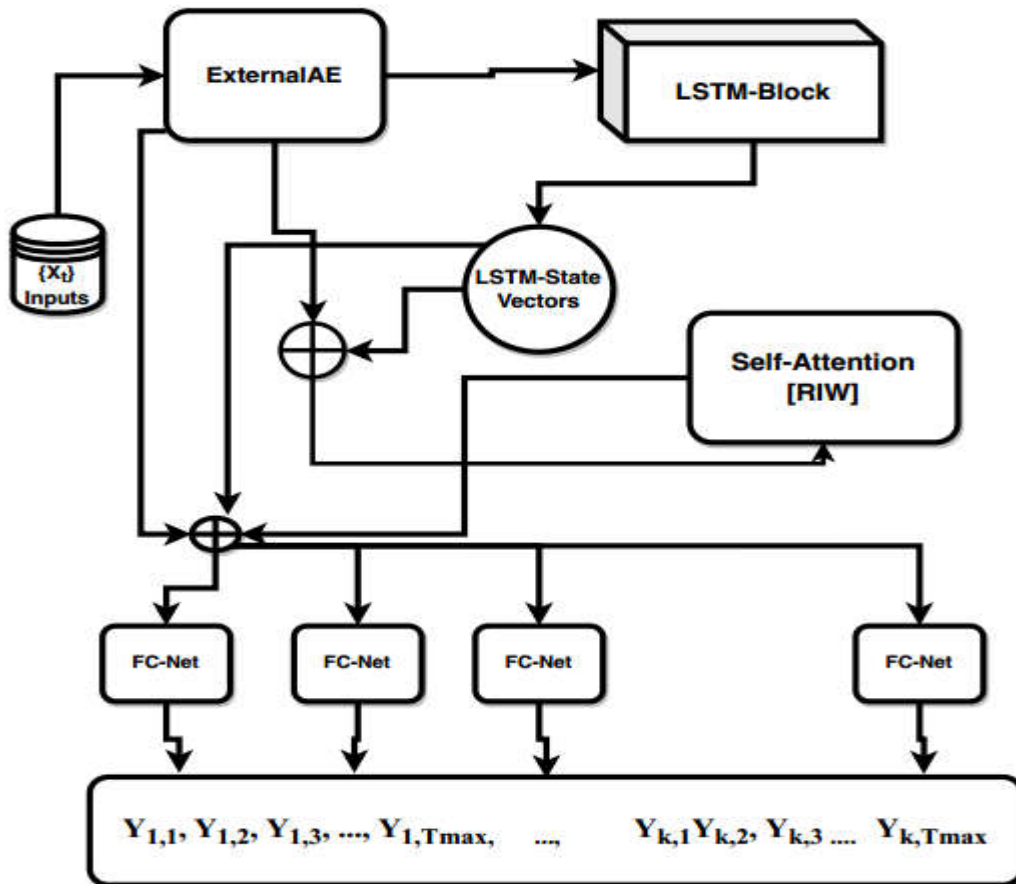 ExternalAE
LSTM-Block
{Xt}
Inputs
LSTM-State
Vectors
Self-Attention
[RIW]
FC-Net
FC-Net
FC-Net
FC-Net
Y1,1, Y1,2, Y1,3, ..., Y1,Tmax, ..., Yk,1Yk,2, Yk,3 .... Yk,Tmax